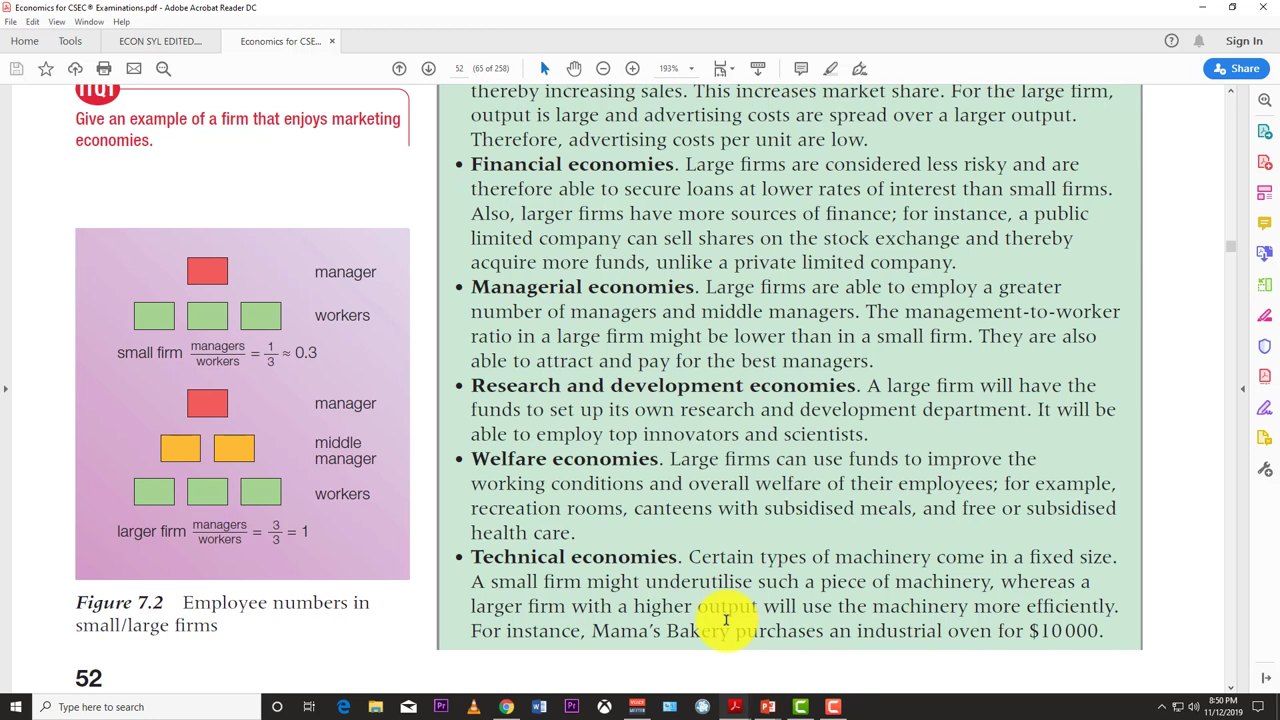 Economics for CSEC® Examinations.pdf - Adobe Acrobat Reader DC
File Edit View Window Help
Home Tools ECON SYL EDITED.... Economics for CSE... × Sign In
52 (65 of 258) 193% Share
HQ!
Give an example of a firm that enjoys marketing
economies.
manager
workers
small firm managers/workers = 1/3 ≈ 0.3
manager
middle
manager
workers
larger firm managers/workers = 3/3 = 1
Figure 7.2 Employee numbers in
small/large firms
52
thereby increasing sales. This increases market share. For the large firm,
output is large and advertising costs are spread over a larger output.
Therefore, advertising costs per unit are low.
• Financial economies. Large firms are considered less risky and are
therefore able to secure loans at lower rates of interest than small firms.
Also, larger firms have more sources of finance; for instance, a public
limited company can sell shares on the stock exchange and thereby
acquire more funds, unlike a private limited company.
• Managerial economies. Large firms are able to employ a greater
number of managers and middle managers. The management-to-worker
ratio in a large firm might be lower than in a small firm. They are also
able to attract and pay for the best managers.
• Research and development economies. A large firm will have the
funds to set up its own research and development department. It will be
able to employ top innovators and scientists.
• Welfare economies. Large firms can use funds to improve the
working conditions and overall welfare of their employees; for example,
recreation rooms, canteens with subsidised meals, and free or subsidised
health care.
• Technical economies. Certain types of machinery come in a fixed size.
A small firm might underutilise such a piece of machinery, whereas a
larger firm with a higher output will use the machinery more efficiently.
For instance, Mama's Bakery purchases an industrial oven for $10 000.
Type here to search
8:50 PM
11/12/2019